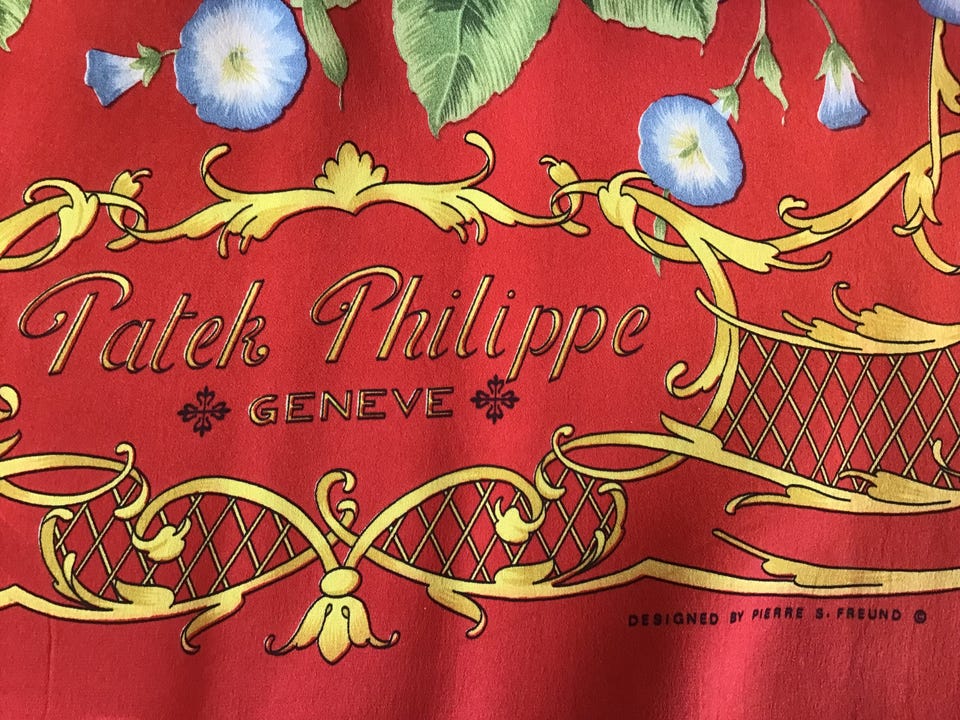 Patek Philippe
GENEVE
DESIGNED BY PIERRE S. FREUND ©